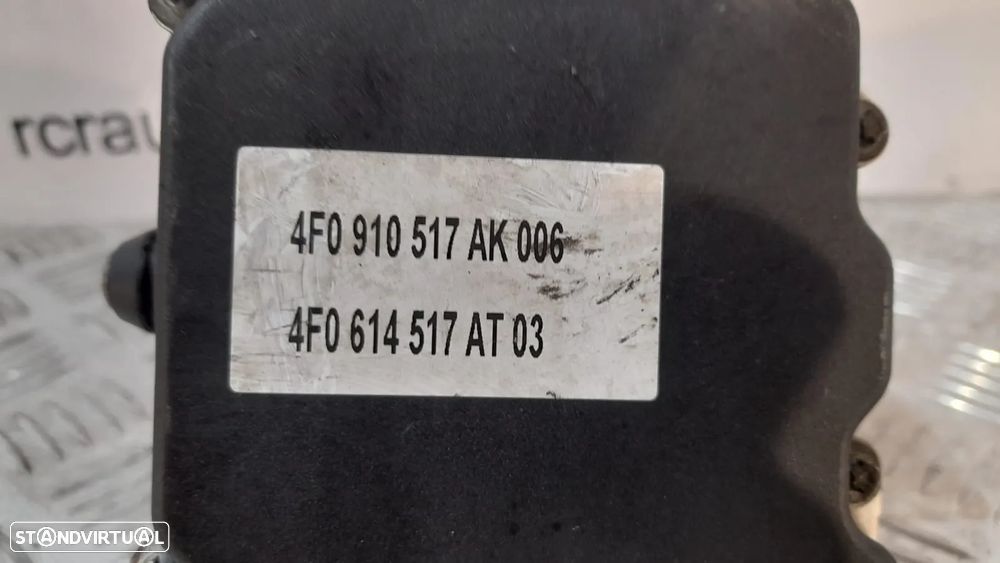 rcrau
4F0 910 517 AK 006
4F0 614 517 AT 03
STANDVIRTUAL